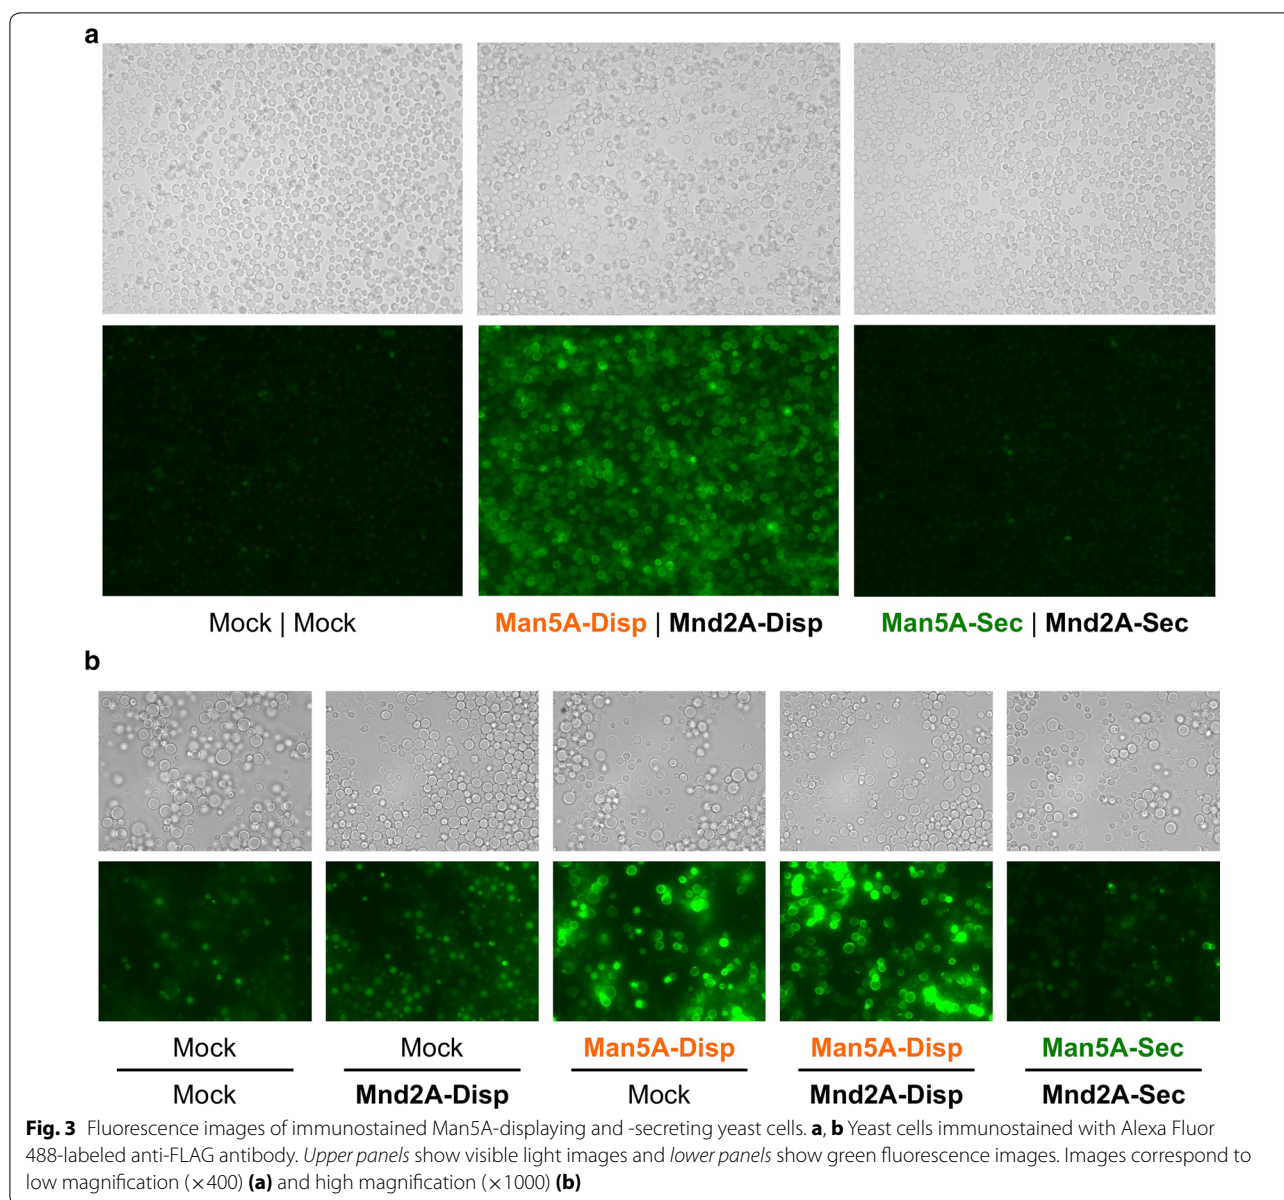 a
Mock | Mock
Man5A-Disp | Mnd2A-Disp
Man5A-Sec | Mnd2A-Sec
b
Mock
Mock
Mock
Mnd2A-Disp
Man5A-Disp
Mock
Man5A-Disp
Mnd2A-Disp
Man5A-Sec
Mnd2A-Sec
Fig. 3 Fluorescence images of immunostained Man5A-displaying and -secreting yeast cells. a, b Yeast cells immunostained with Alexa Fluor
488-labeled anti-FLAG antibody. Upper panels show visible light images and lower panels show green fluorescence images. Images correspond to
low magnification (×400) (a) and high magnification (×1000) (b)